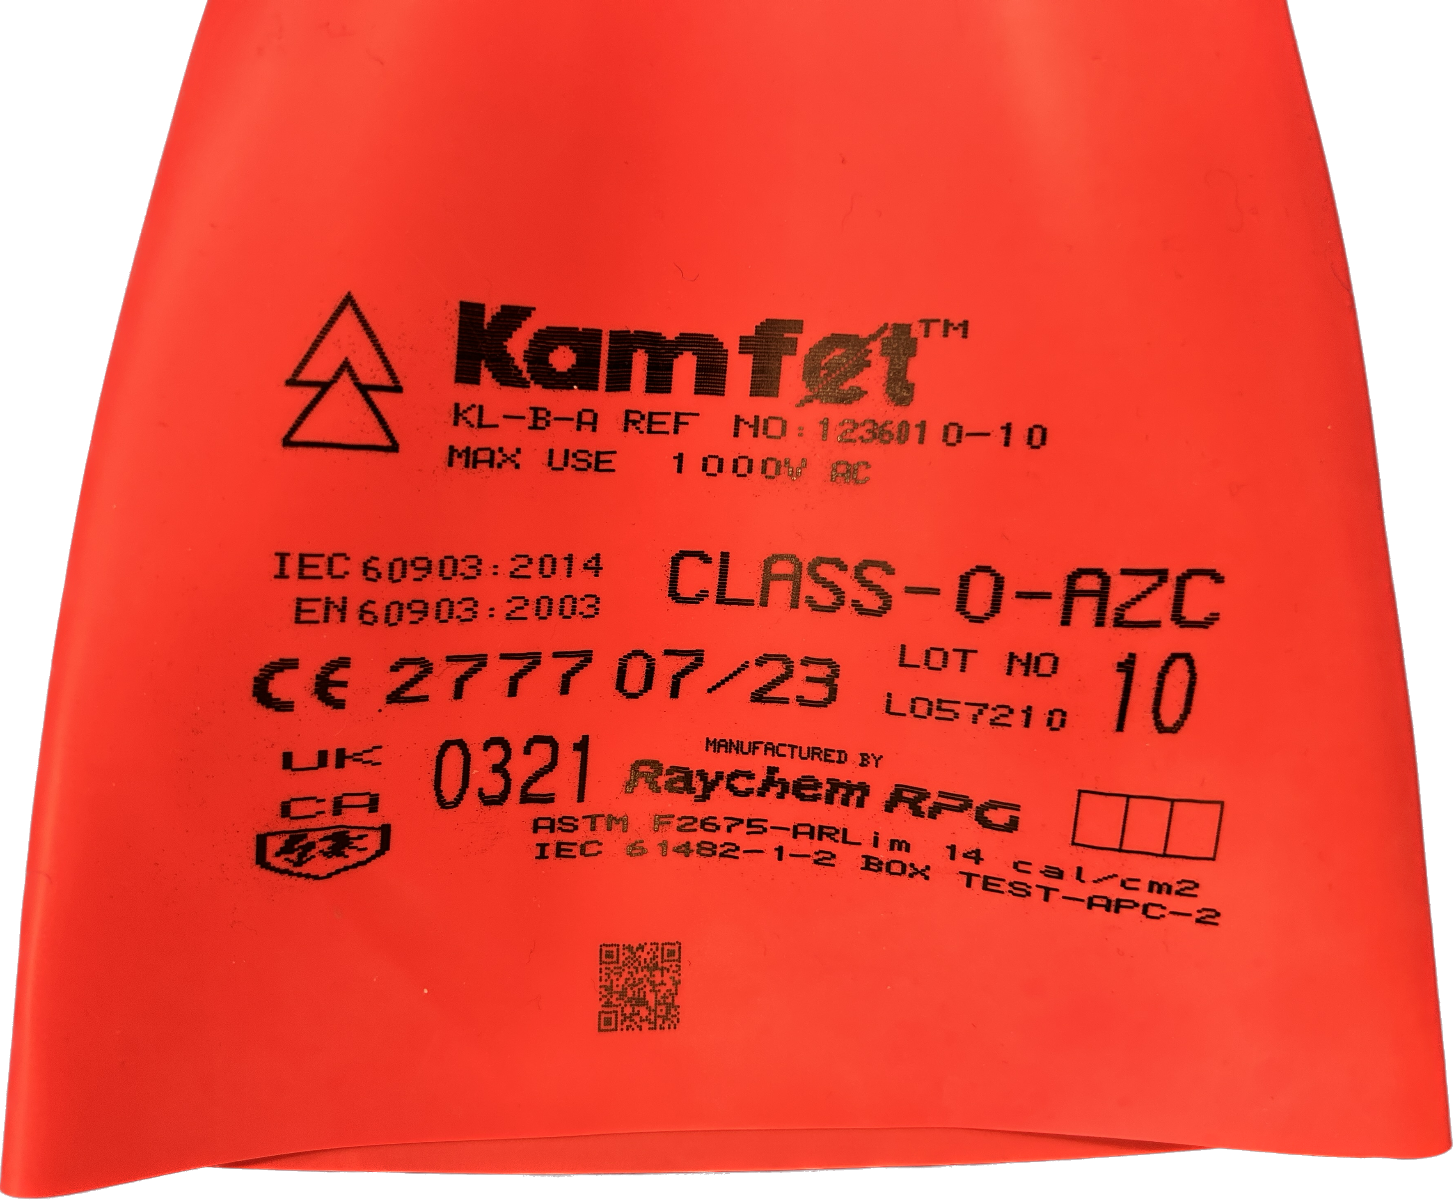 Kamfet™
KL-B-A REF NO:1236010-10
MAX USE 1000V AC
IEC 60903:2014
EN 60903:2003
CLASS-0-AZC
CE 2777 07/23
LOT NO
L057210
10
UK
CA
0321
MANUFACTURED BY
Raychem RPG
ASTM F2675-ARLim 14 cal/cm2
IEC 61482-1-2 BOX TEST-APC-2